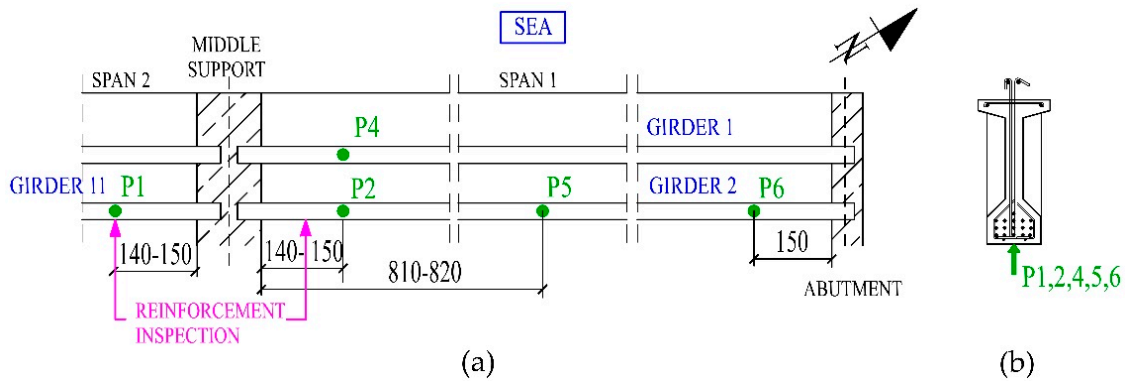 SEA
MIDDLE
SUPPORT
SPAN 2
SPAN 1
N
P4
GIRDER 1
GIRDER 11
P1
P2
P5
GIRDER 2
P6
140-150
140-150
810-820
150
REINFORCEMENT
INSPECTION
ABUTMENT
P1,2,4,5,6
(a)
(b)